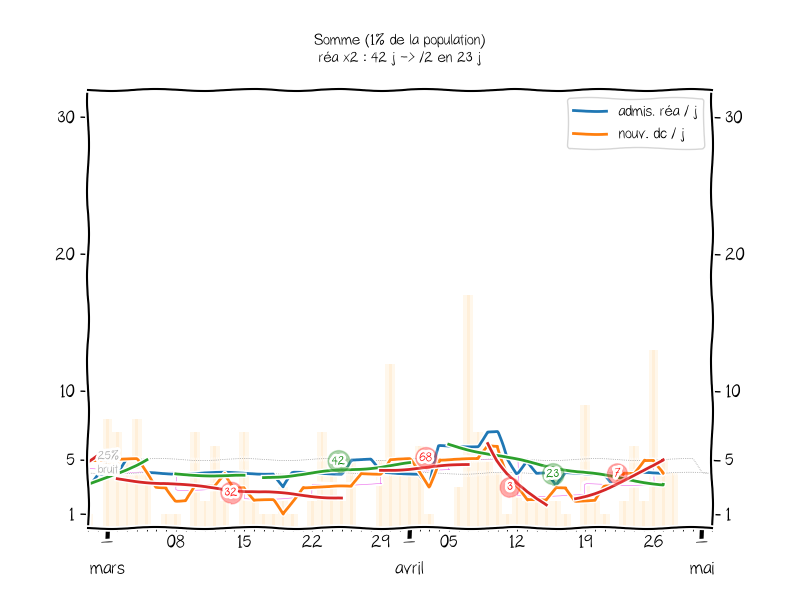 Somme (1% de la population)
réa x2 : 42 j -> /2 en 23 j
admis. réa / j
nouv. dc / j
30 30
20 20
10 10
5 5
1 1
25%
bruit
32
42
68
3
23
7
08 15 22 29 05 12 19 26
mars avril mai